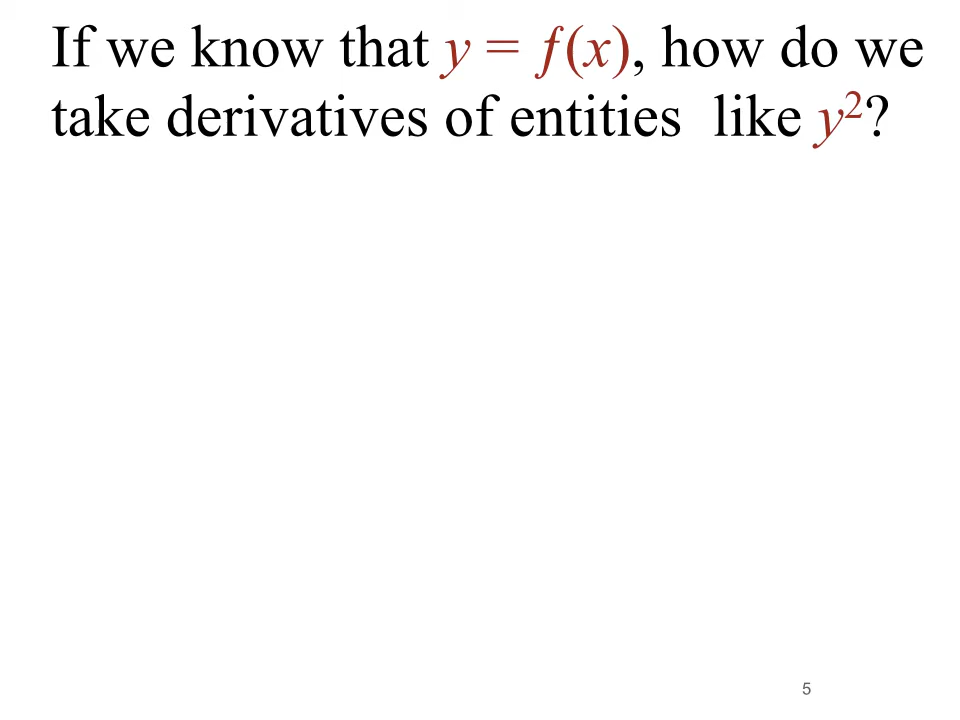 If we know that y = ƒ(x), how do we
take derivatives of entities like y²?
5